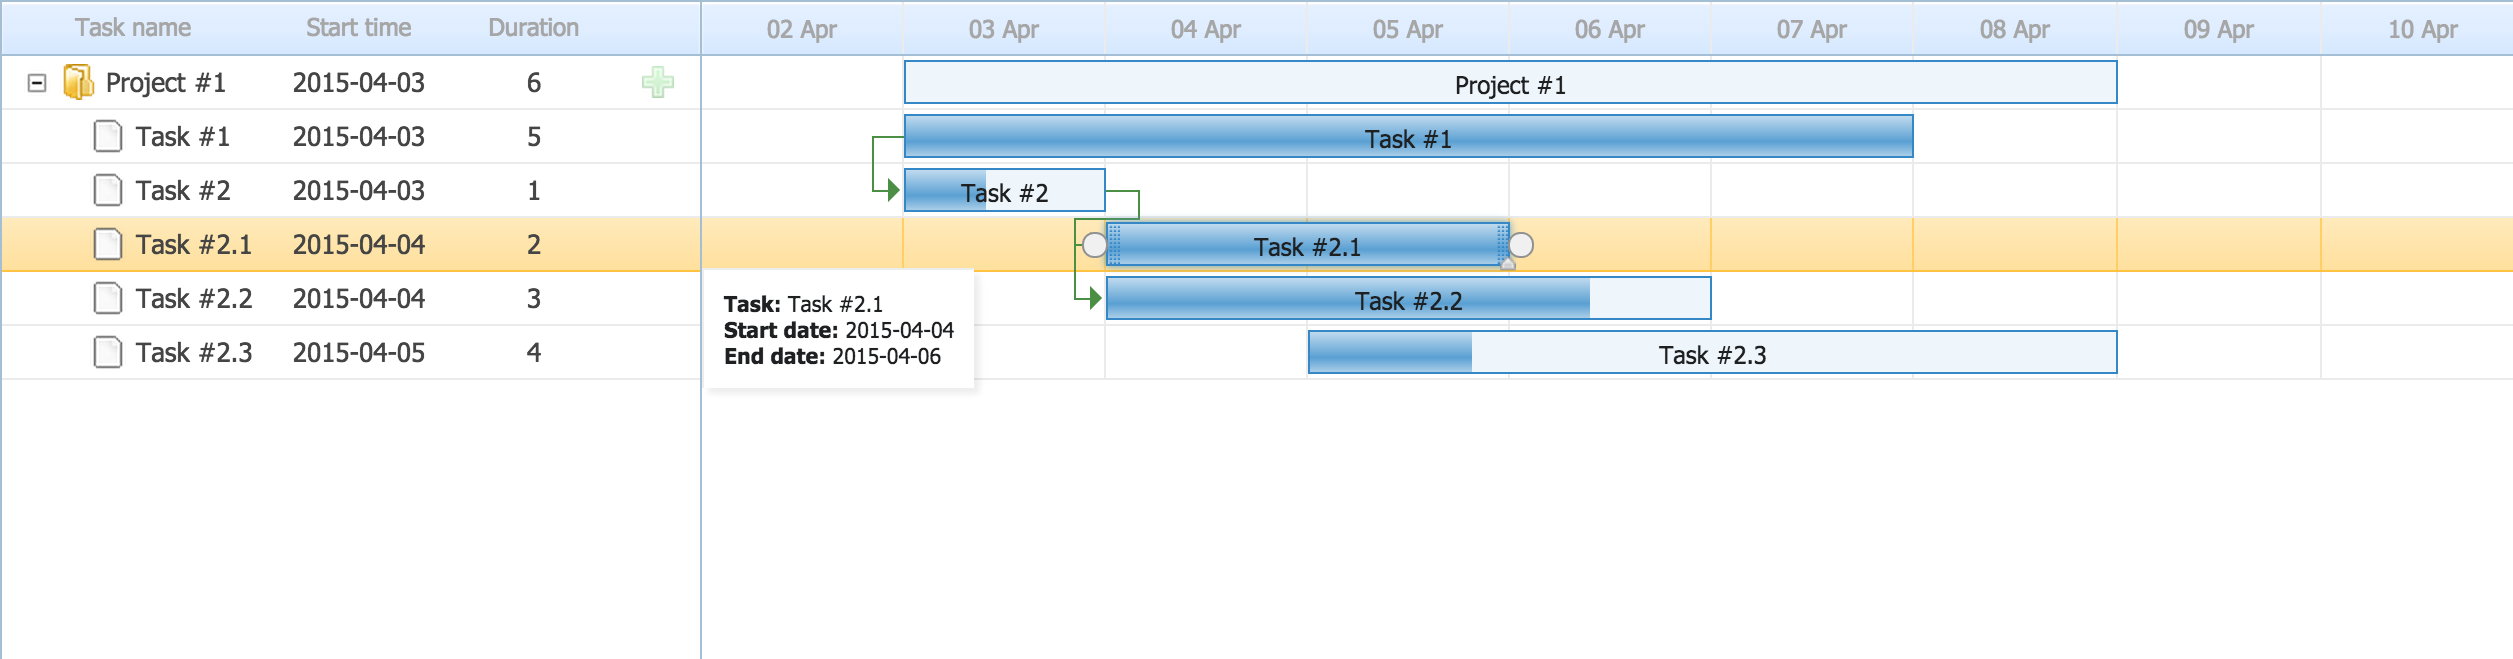 Task name Start time Duration 02 Apr 03 Apr 04 Apr 05 Apr 06 Apr 07 Apr 08 Apr 09 Apr 10 Apr
Project #1 2015-04-03 6 Project #1
Task #1 2015-04-03 5 Task #1
Task #2 2015-04-03 1 Task #2
Task #2.1 2015-04-04 2 Task #2.1
Task #2.2 2015-04-04 3 Task #2.2
Task #2.3 2015-04-05 4 Task #2.3
Task: Task #2.1
Start date: 2015-04-04
End date: 2015-04-06